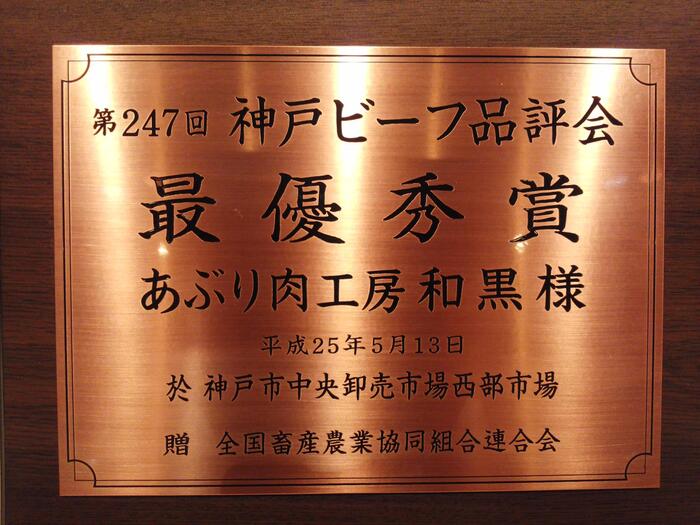 第247回 神戸ビーフ品評会
最優秀賞
あぶり肉工房和黒様
平成25年5月13日
於 神戸市中央卸売市場西部市場
贈 全国畜産農業協同組合連合会